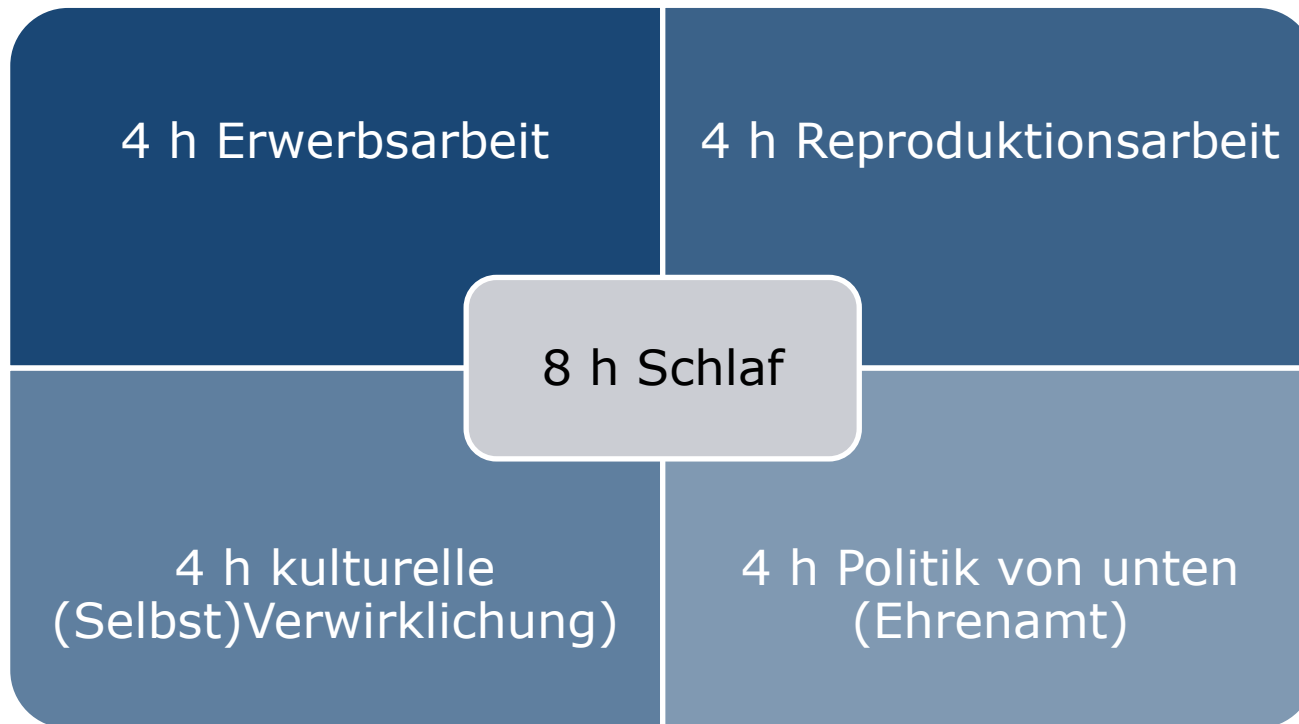 4 h Erwerbsarbeit
4 h Reproduktionsarbeit
8 h Schlaf
4 h kulturelle
(Selbst)Verwirklichung)
4 h Politik von unten
(Ehrenamt)